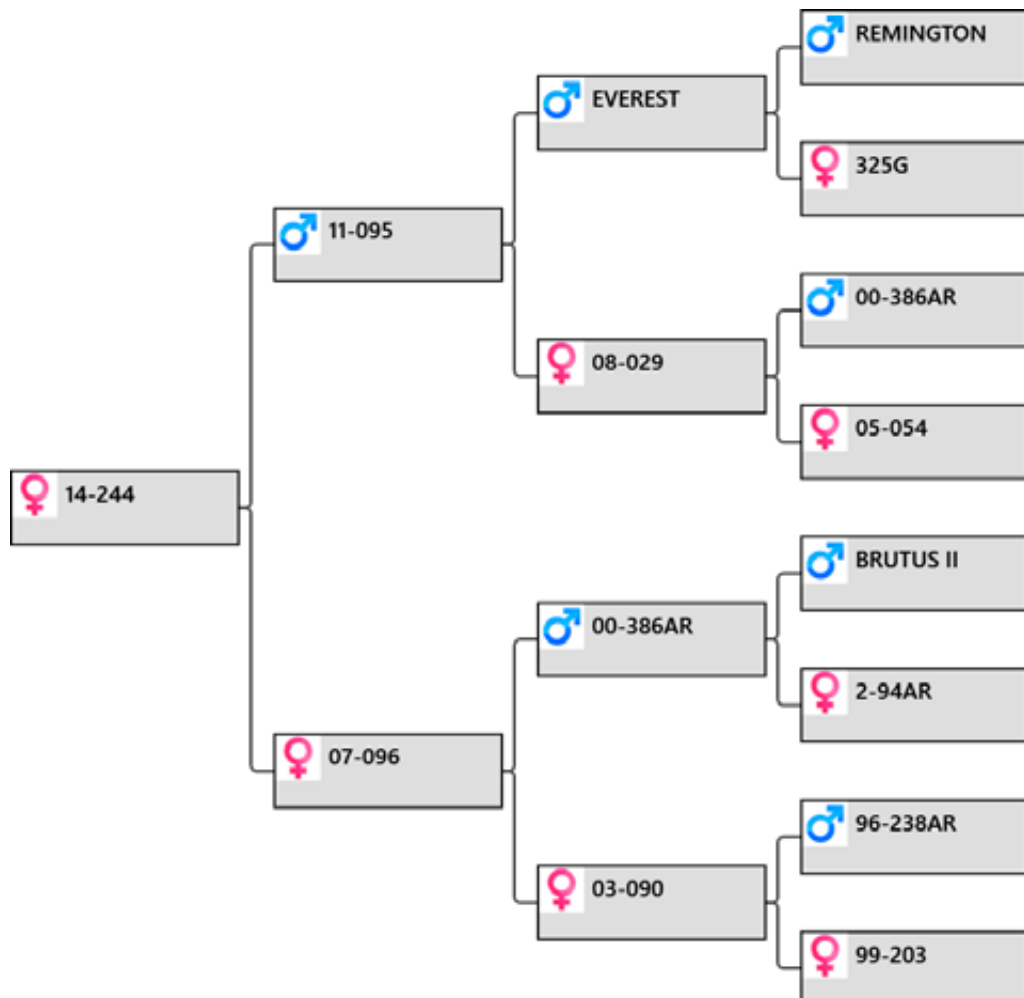 REMINGTON
EVEREST
325G
11-095
00-386AR
08-029
05-054
14-244
BRUTUS II
00-386AR
2-94AR
07-096
96-238AR
03-090
99-203